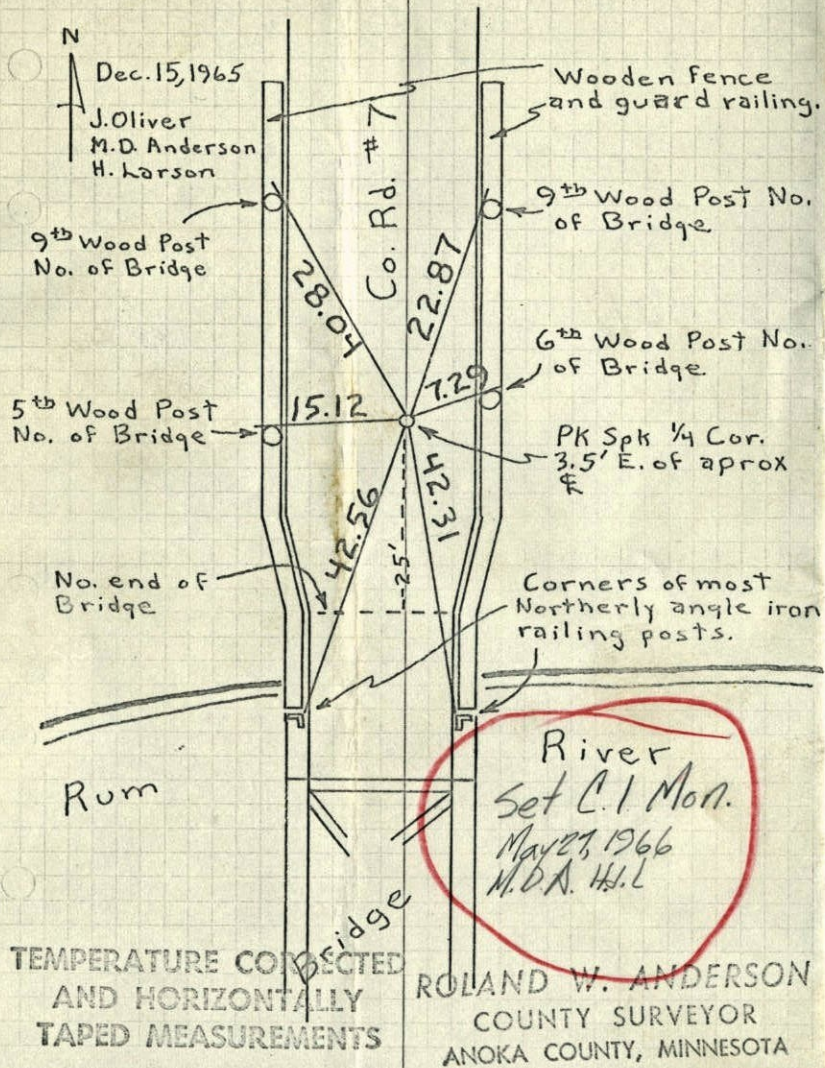 N
Dec. 15, 1965
J. Oliver
M.D. Anderson
H. Larson
Wooden fence
and guard railing.
Co. Rd. # 7
9th Wood Post
No. of Bridge
9th Wood Post No.
of Bridge
28.04
22.87
6th Wood Post No.
of Bridge
7.29
15.12
5th Wood Post
No. of Bridge
PK Spk 1/4 Cor.
3.5' E. of aprox
℄
42.56
42.31
25'
No. end of
Bridge
Corners of most
Northerly angle iron
railing posts.
Rum
River
Set C.I. Mon.
May 27, 1966
M.D.A. H.J.L
Bridge
TEMPERATURE CORRECTED
AND HORIZONTALLY
TAPED MEASUREMENTS
ROLAND W. ANDERSON
COUNTY SURVEYOR
ANOKA COUNTY, MINNESOTA